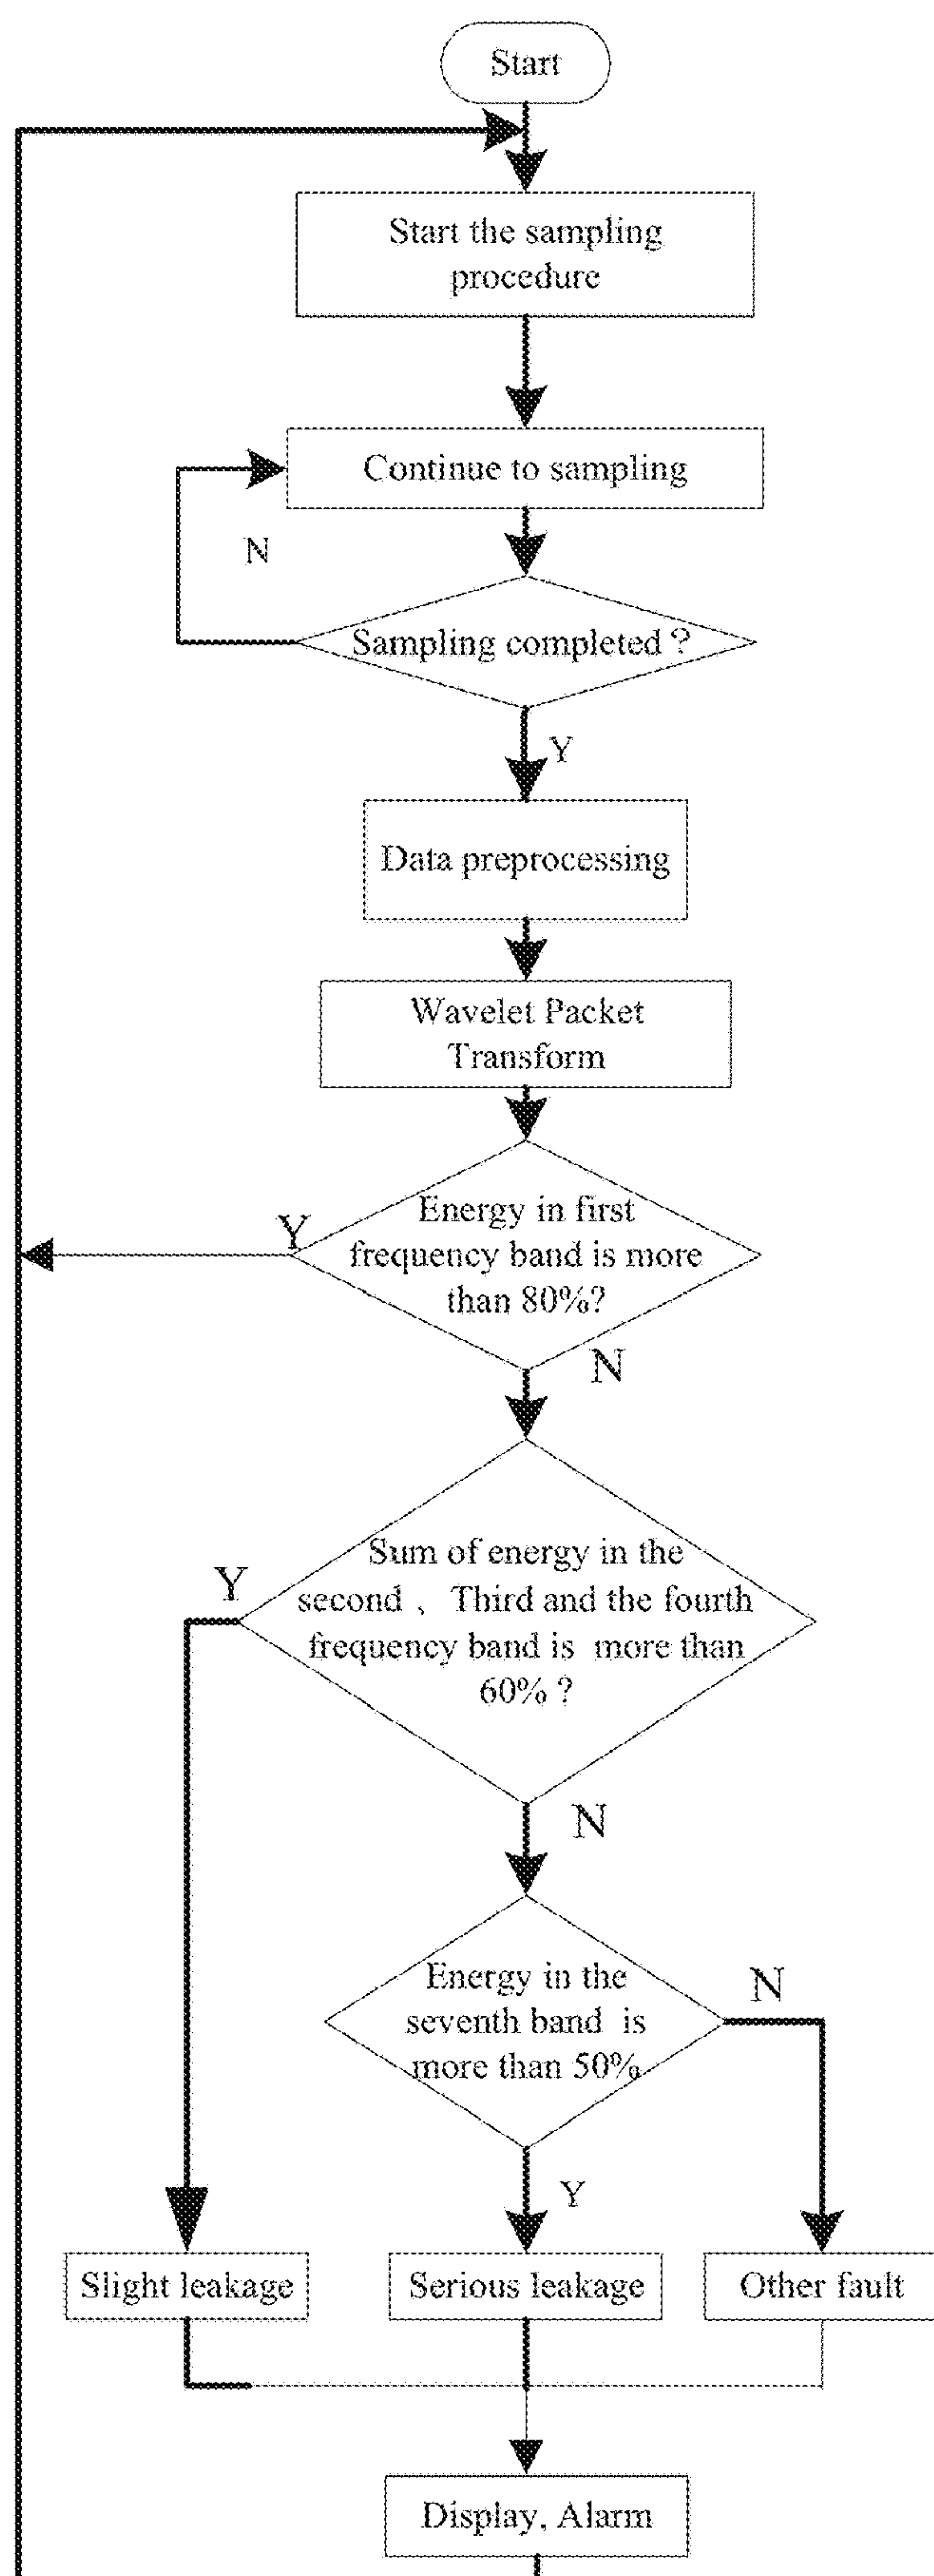 Start
Start the sampling
procedure
Continue to sampling
N
Sampling completed？
Y
Data preprocessing
Wavelet Packet
Transform
Y
Energy in first
frequency band is more
than 80%?
N
Y
Sum of energy in the
second 、 Third and the fourth
frequency band is more than
60%？
N
Energy in the
seventh band is
more than 50%
N
Y
Slight leakage
Serious leakage
Other fault
Display, Alarm